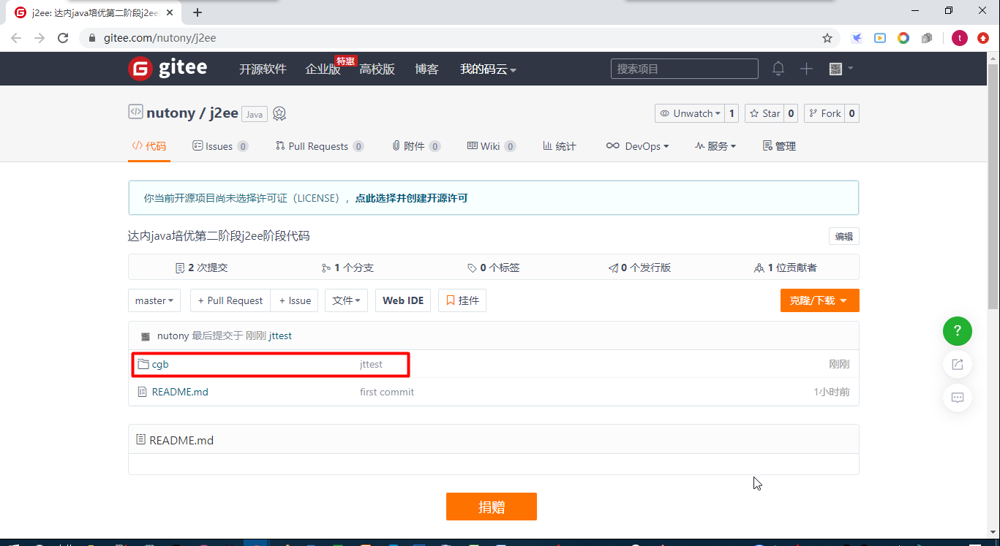 j2ee: 达内java培优第二阶段j2ee
gitee.com/nutony/j2ee
t
gitee 开源软件 企业版 特惠 高校版 博客 我的码云 搜索项目
nutony / j2ee Java Unwatch 1 Star 0 Fork 0
代码 Issues 0 Pull Requests 0 附件 0 Wiki 0 统计 DevOps 服务 管理
你当前开源项目尚未选择许可证（LICENSE），点此选择并创建开源许可
达内java培优第二阶段j2ee阶段代码 编辑
2 次提交 1 个分支 0 个标签 0 个发行版 1 位贡献者
master + Pull Request + Issue 文件 Web IDE 挂件 克隆/下载
nutony 最后提交于 刚刚 jttest
?
cgb jttest 刚刚
README.md first commit 1小时前
README.md
捐赠